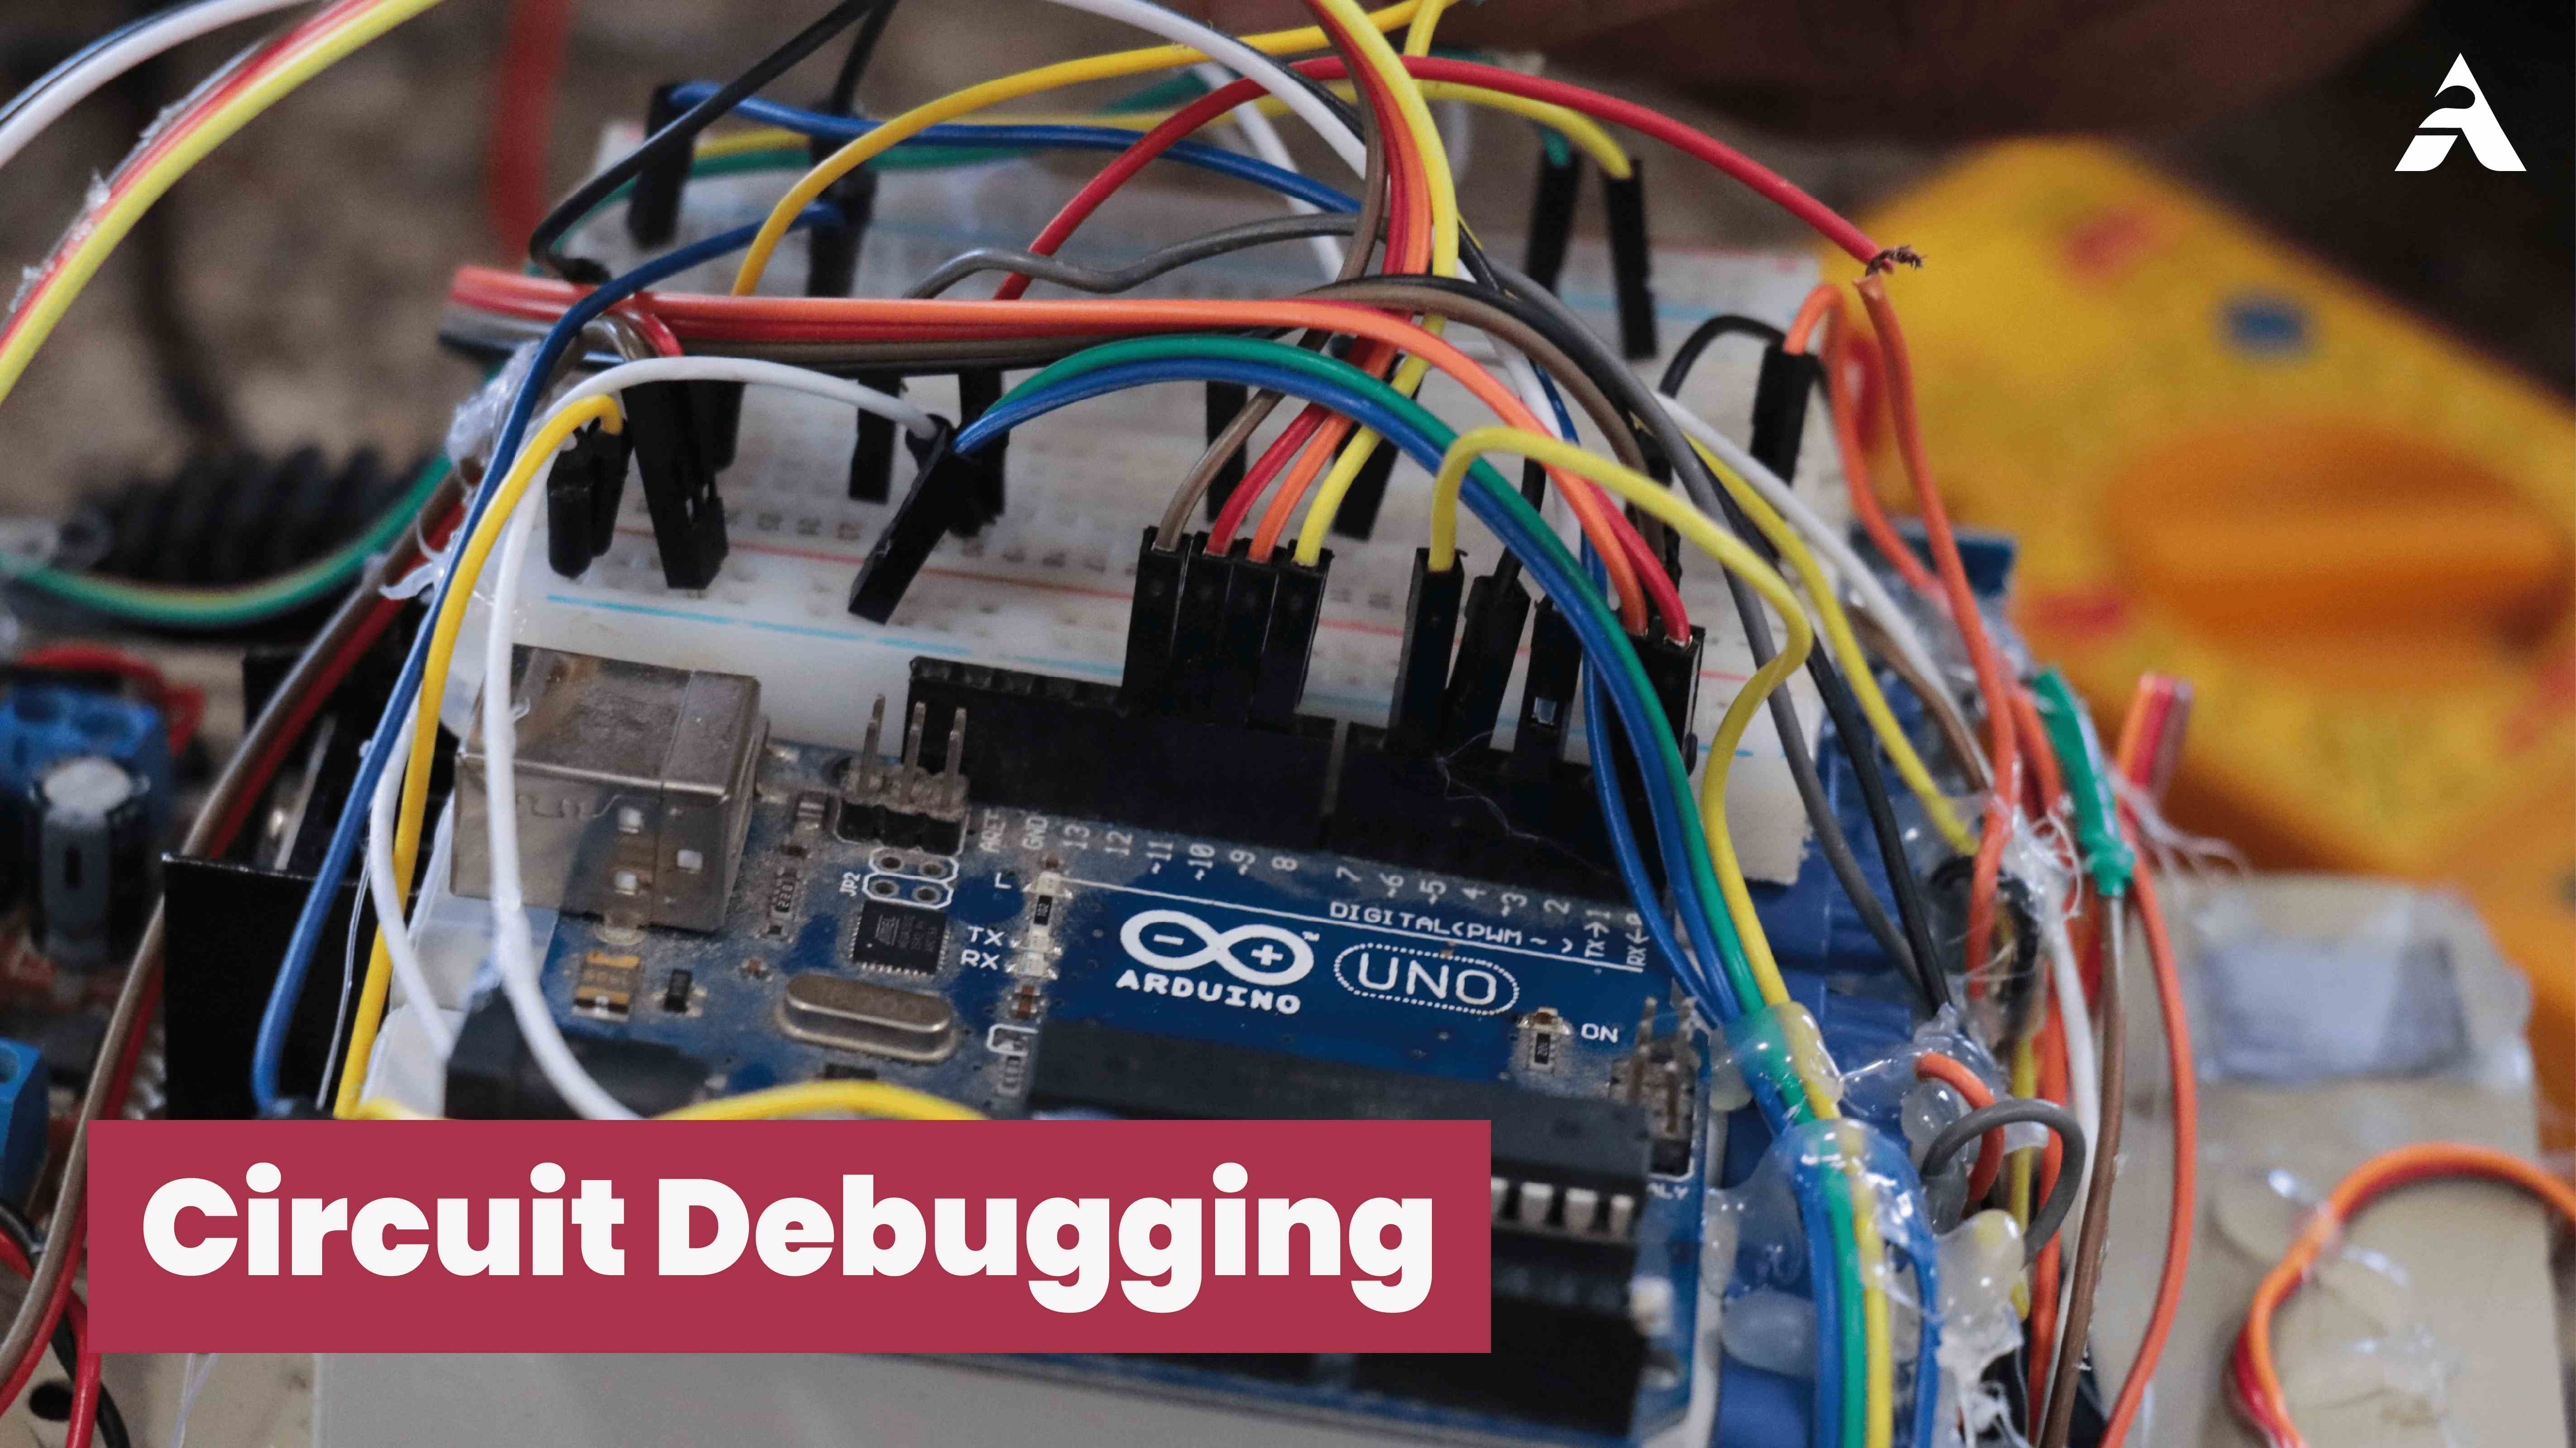 AREF
GND
13
12
~11
~10
~9
8
7
~6
~5
4
~3
2
TX→1
RX←0
DIGITAL(PWM ~ )
JP2
L
TX
RX
ARDUINO
UNO
TM
ON
Circuit Debugging